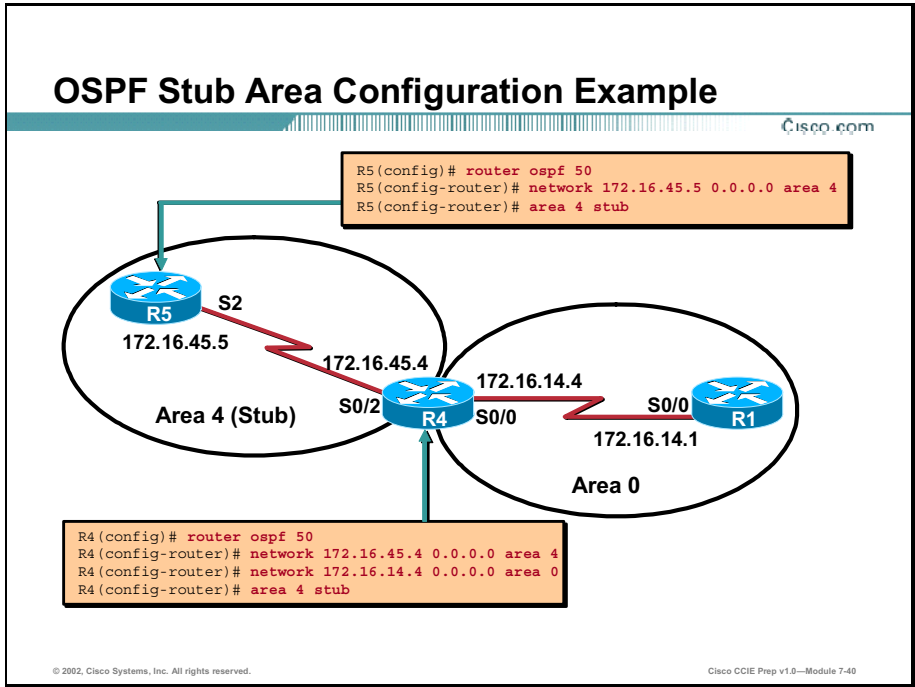 OSPF Stub Area Configuration Example
Cisco.com
R5(config)# router ospf 50
R5(config-router)# network 172.16.45.5 0.0.0.0 area 4
R5(config-router)# area 4 stub
R5
S2
172.16.45.5
172.16.45.4
S0/2
Area 4 (Stub)
R4
172.16.14.4
S0/0
S0/0
R1
172.16.14.1
Area 0
R4(config)# router ospf 50
R4(config-router)# network 172.16.45.4 0.0.0.0 area 4
R4(config-router)# network 172.16.14.4 0.0.0.0 area 0
R4(config-router)# area 4 stub
© 2002, Cisco Systems, Inc. All rights reserved.
Cisco CCIE Prep v1.0—Module 7-40